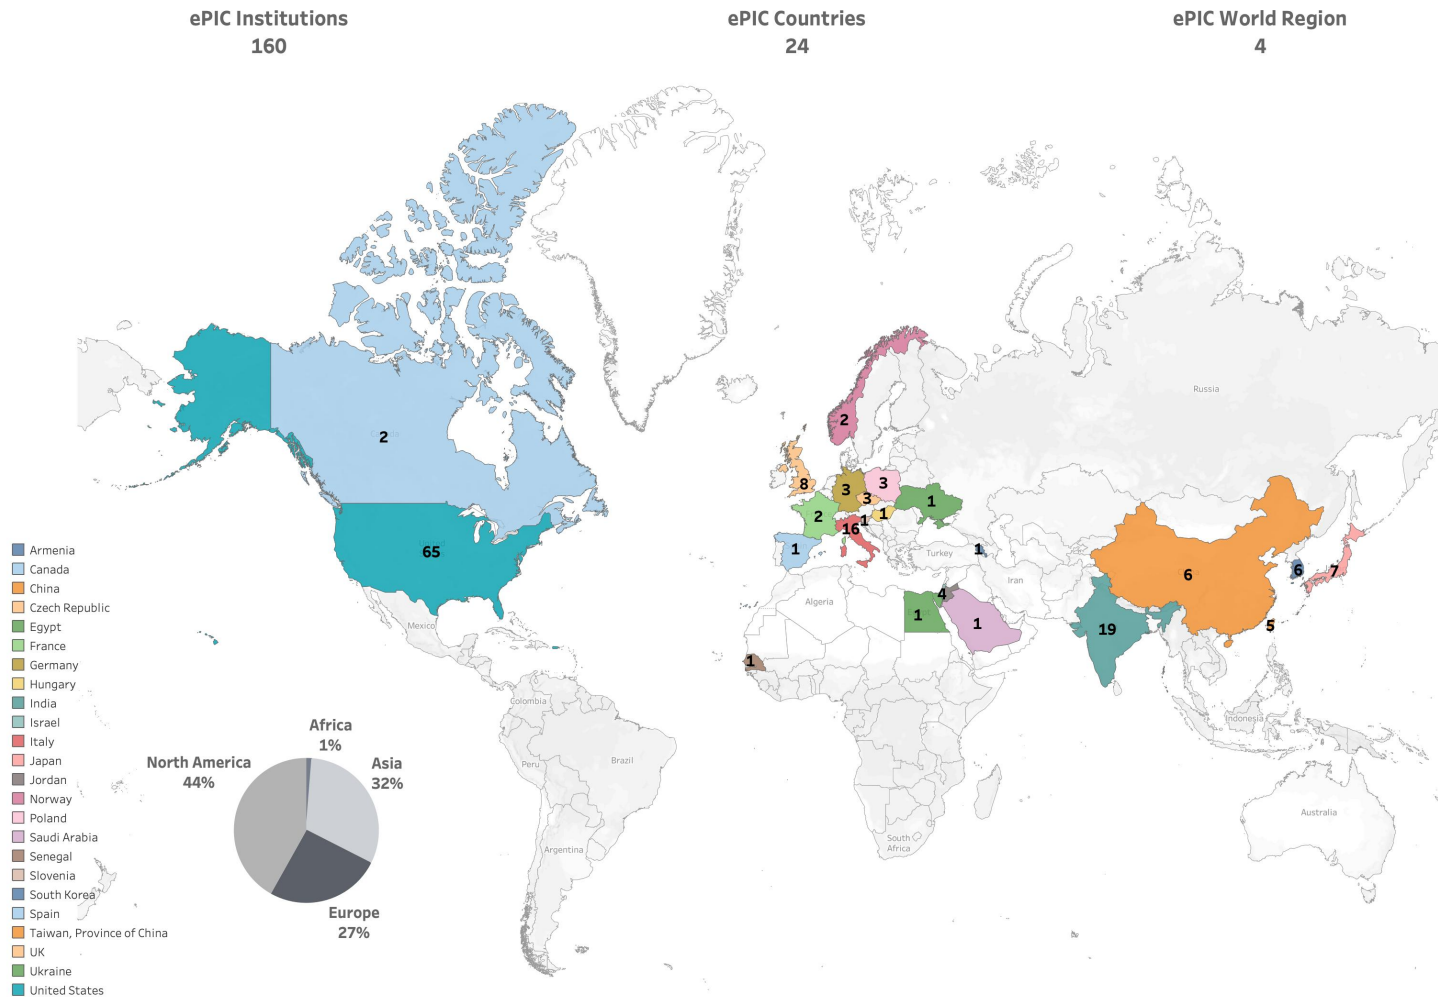 ePIC Institutions
160
ePIC Countries
24
ePIC World Region
4
Russia
2
2
8
3
3
3
1
1
2
1
16
65
1
Turkey
1
Iran
6
6
7
Algeria
1
4
1
19
5
Mexico
1
Colombia
Indonesia
Peru
Brazil
Australia
South
Africa
Argentina
Armenia
Canada
China
Czech Republic
Egypt
France
Germany
Hungary
India
Israel
Italy
Japan
Jordan
Norway
Poland
Saudi Arabia
Senegal
Slovenia
South Korea
Spain
Taiwan, Province of China
UK
Ukraine
United States
Africa
1%
North America
44%
Asia
32%
Europe
27%